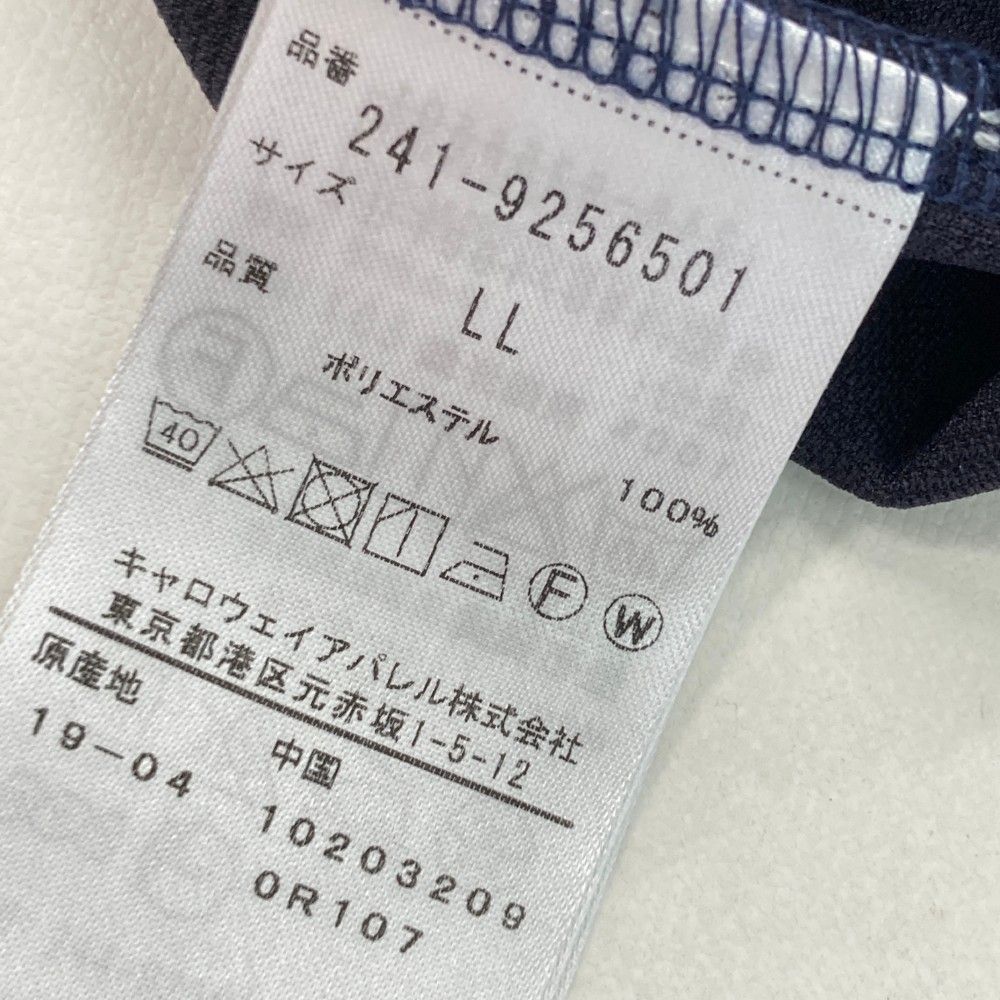 品番
241-9256501
サイズ
LL
品質
ポリエステル
100%
40
F
W
キャロウェイアパレル株式会社
東京都港区元赤坂1-5-12
原産地
中国
19-04
10203209
0R107